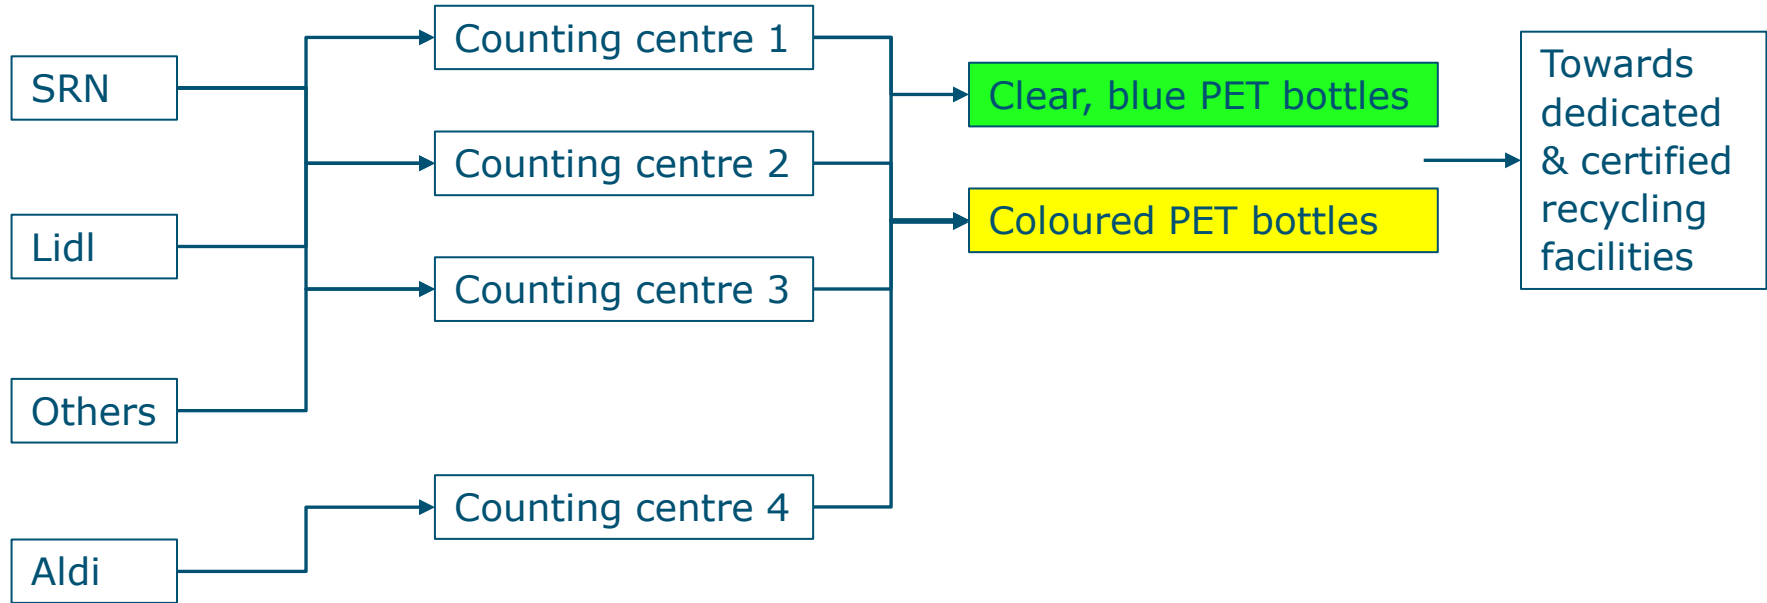 SRN
Lidl
Others
Aldi
Counting centre 1
Counting centre 2
Counting centre 3
Counting centre 4
Clear, blue PET bottles
Coloured PET bottles
Towards
dedicated
& certified
recycling
facilities